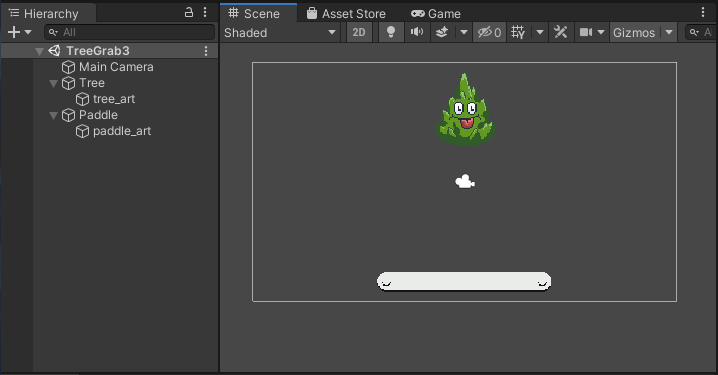 Hierarchy
All
TreeGrab3
Main Camera
Tree
tree_art
Paddle
paddle_art
Scene Asset Store Game
Shaded 2D 0 Gizmos A